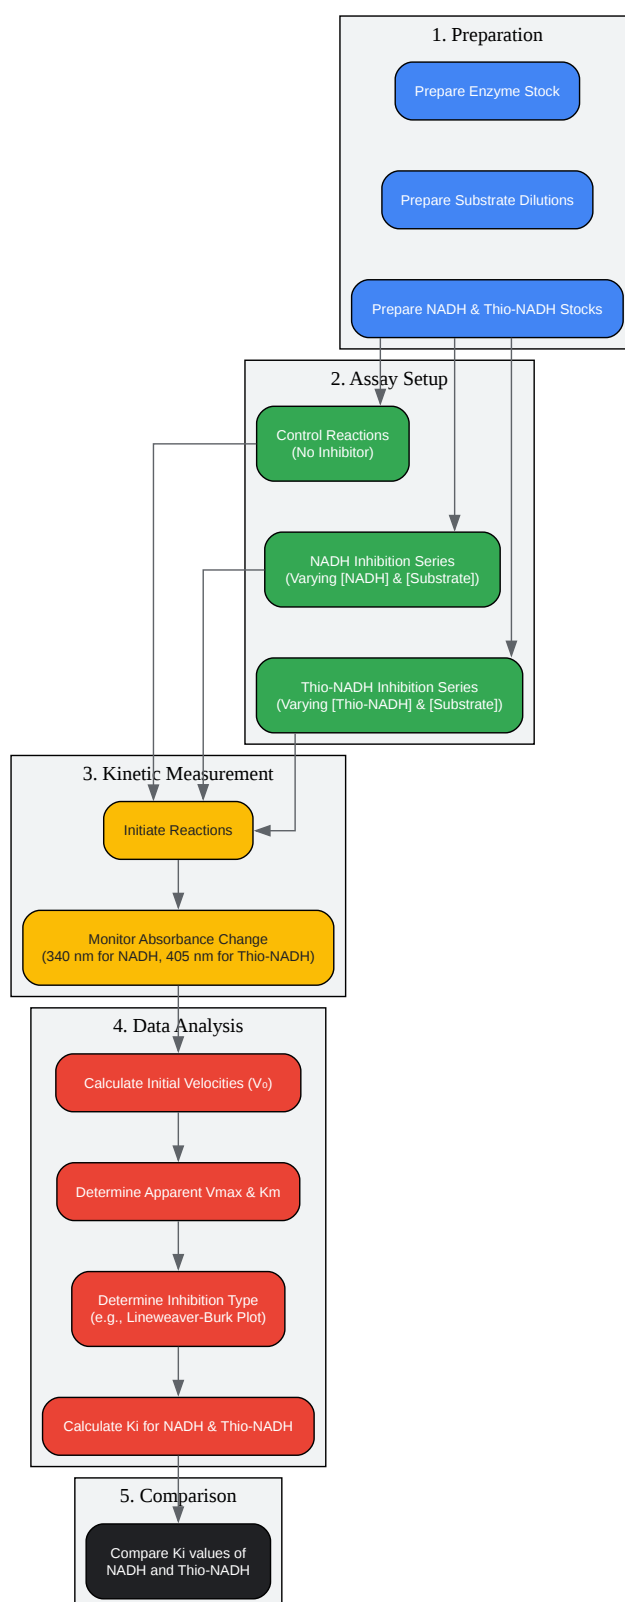 1. Preparation
Prepare Enzyme Stock
Prepare Substrate Dilutions
Prepare NADH & Thio-NADH Stocks
2. Assay Setup
Control Reactions
(No Inhibitor)
NADH Inhibition Series
(Varying [NADH] & [Substrate])
Thio-NADH Inhibition Series
(Varying [Thio-NADH] & [Substrate])
3. Kinetic Measurement
Initiate Reactions
Monitor Absorbance Change
(340 nm for NADH, 405 nm for Thio-NADH)
4. Data Analysis
Calculate Initial Velocities (V₀)
Determine Apparent Vmax & Km
Determine Inhibition Type
(e.g., Lineweaver-Burk Plot)
Calculate Ki for NADH & Thio-NADH
5. Comparison
Compare Ki values of
NADH and Thio-NADH